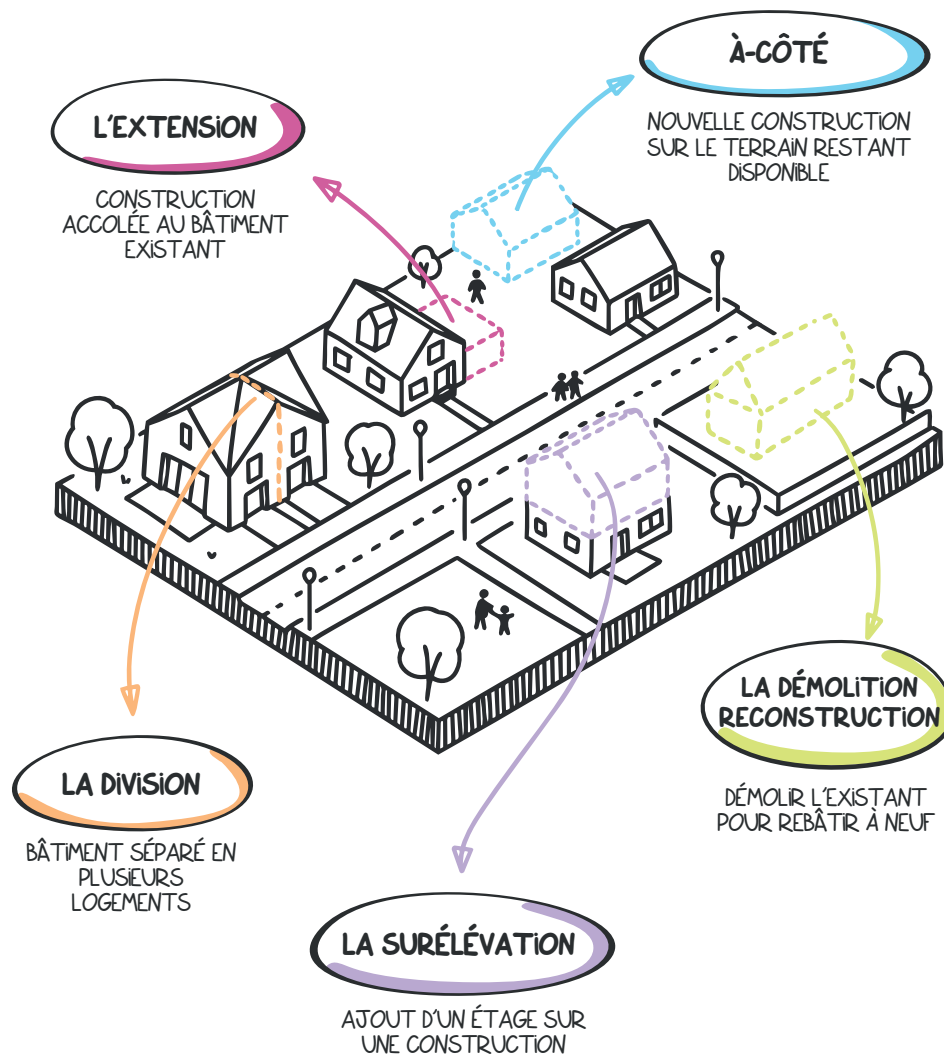 À-CÔTÉ
NOUVELLE CONSTRUCTION
SUR LE TERRAIN RESTANT
DISPONIBLE
L'EXTENSION
CONSTRUCTION
ACCOLÉE AU BÂTIMENT
EXISTANT
LA DÉMOLITION
RECONSTRUCTION
DÉMOLIR L'EXISTANT
POUR REBÂTIR À NEUF
LA DIVISION
BÂTIMENT SÉPARÉ EN
PLUSIEURS
LOGEMENTS
LA SURÉLÉVATION
AJOUT D'UN ÉTAGE SUR
UNE CONSTRUCTION